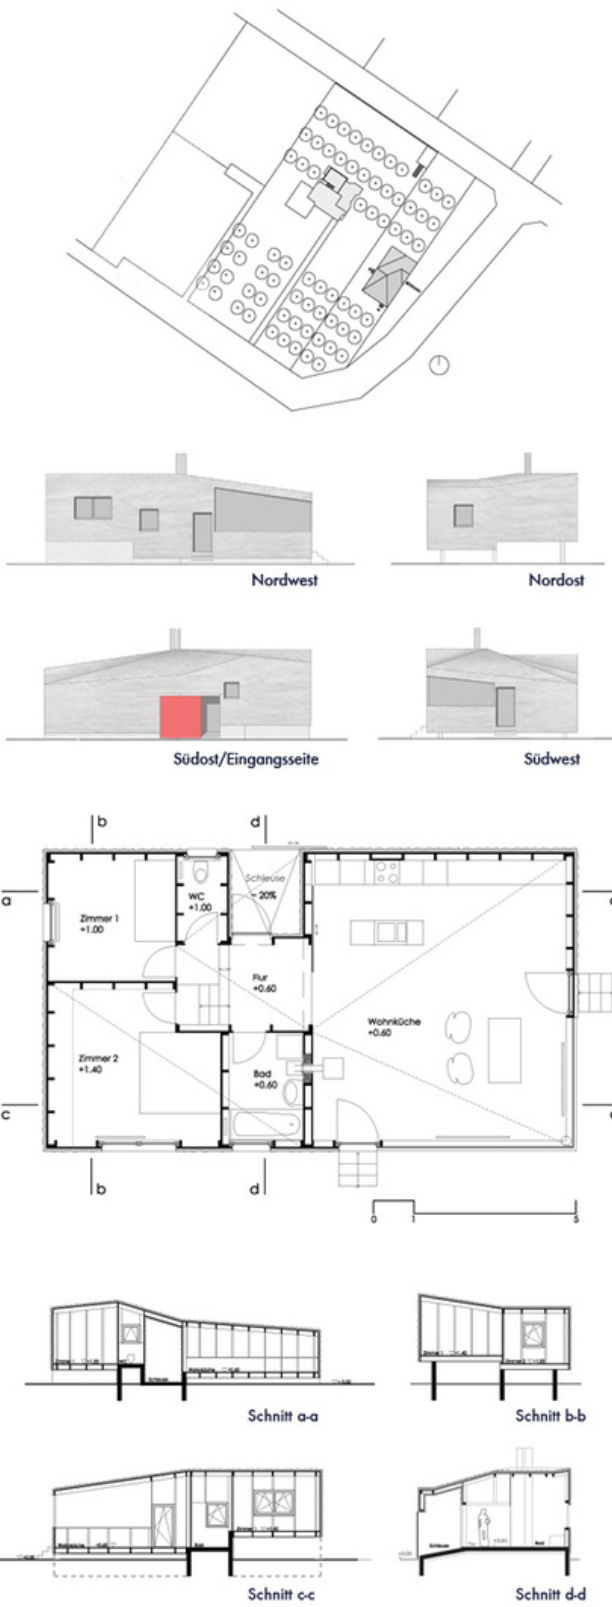 Nordwest
Nordost
Südost/Eingangsseite
Südwest
b
d
a
Schleuse
~ 20%
WC
+1.00
Zimmer 1
+1.00
Flur
+0.60
Wohnküche
+0.60
Zimmer 2
+1.40
Bad
+0.60
c
b
d
0 1 5
Schnitt a-a
Schnitt b-b
Schnitt c-c
Schnitt d-d